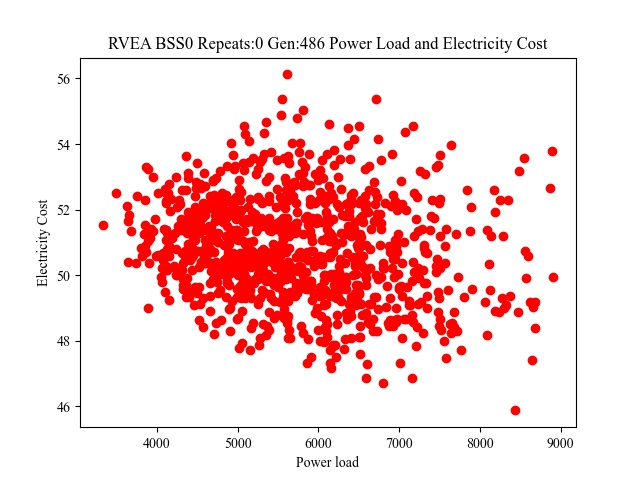 RVEA BSS0 Repeats:0 Gen:486 Power Load and Electricity Cost
56
54
52
50
48
46
Electricity Cost
4000 5000 6000 7000 8000 9000
Power load